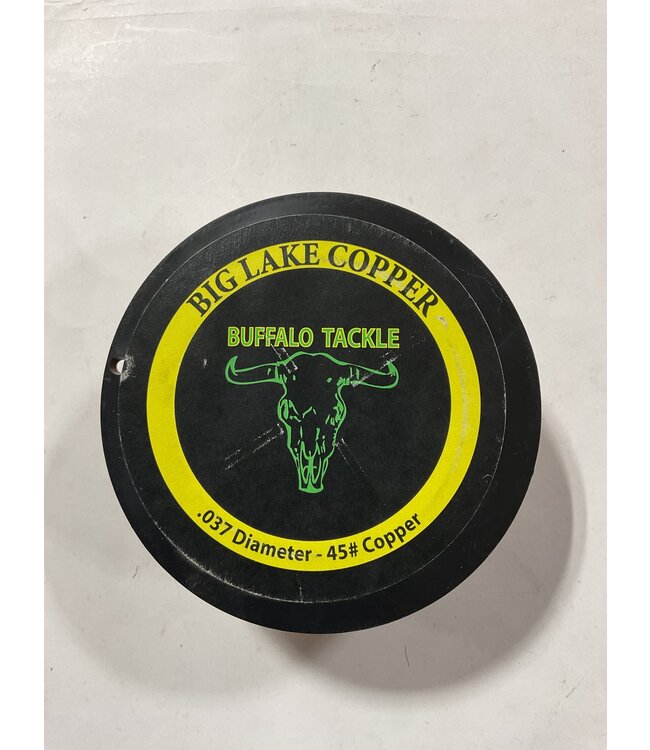 BIG LAKE COPPER
BUFFALO TACKLE
.037 Diameter - 45# Copper